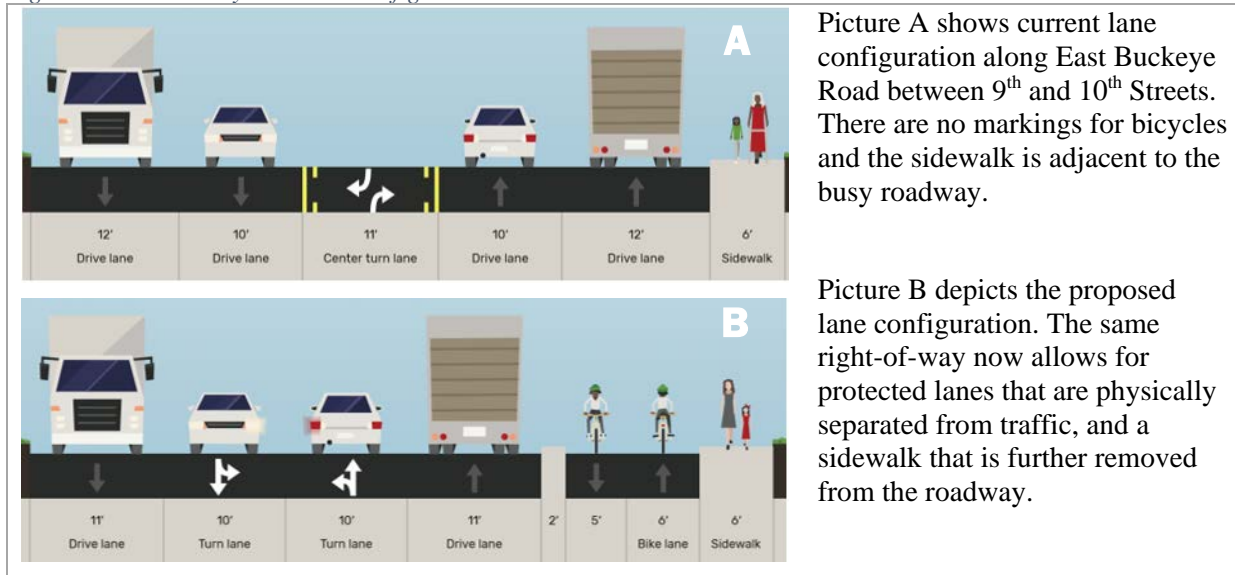 A
12'
Drive lane
10'
Drive lane
11'
Center turn lane
10'
Drive lane
12'
Drive lane
6'
Sidewalk
Picture A shows current lane
configuration along East Buckeye
Road between 9th and 10th Streets.
There are no markings for bicycles
and the sidewalk is adjacent to the
busy roadway.
B
11'
Drive lane
10'
Turn lane
10'
Turn lane
11'
Drive lane
2'
5'
6'
Bike lane
6'
Sidewalk
Picture B depicts the proposed
lane configuration. The same
right-of-way now allows for
protected lanes that are physically
separated from traffic, and a
sidewalk that is further removed
from the roadway.